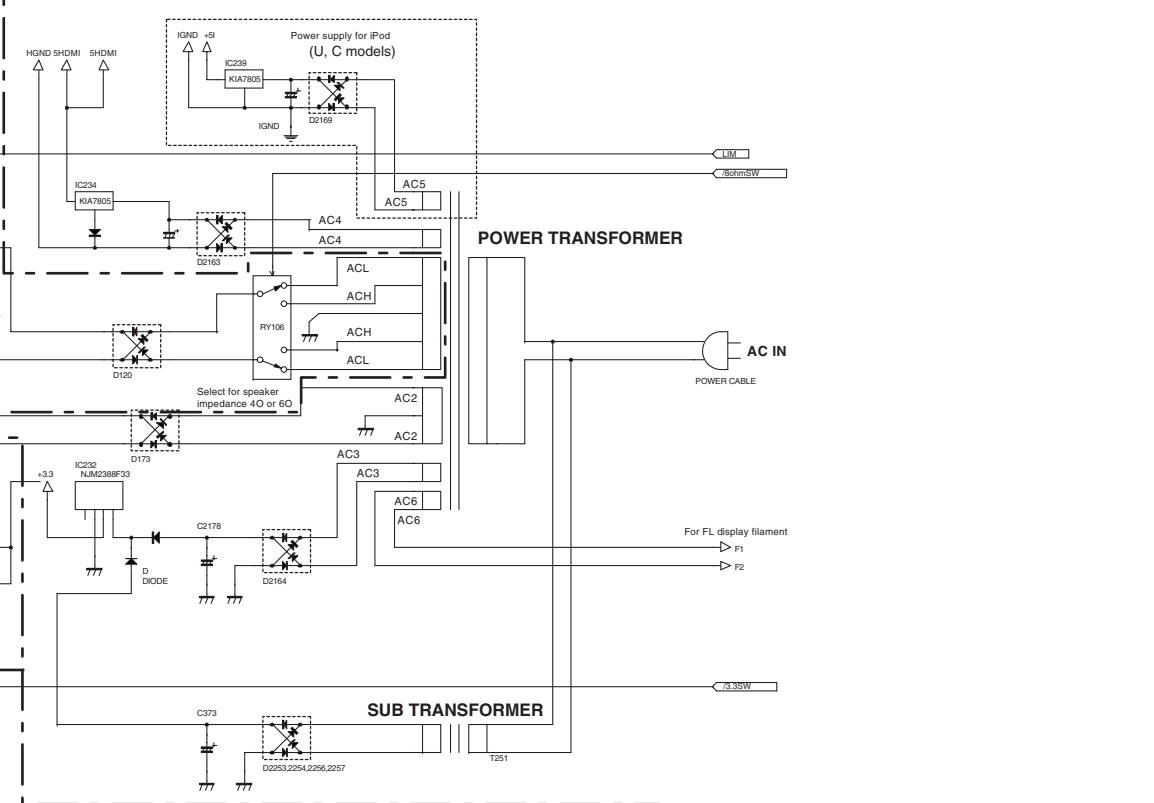 IGND +5I
Power supply for iPod
(U, C models)
HGND 5HDMI 5HDMI
IC239
KIA7805
D2169
IGND
LIM
/8ohmSW
IC234
KIA7805
AC5
AC5
AC4
AC4
D2163
POWER TRANSFORMER
ACL
ACH
RY106
ACH
ACL
D120
AC IN
POWER CABLE
Select for speaker
impedance 4O or 6O
AC2
AC2
D173
AC3
AC3
IC232
NJM2388F33
+3.3
AC6
AC6
C2178
For FL display filament
F1
F2
D
DIODE
D2164
/3.3SW
SUB TRANSFORMER
C373
T251
D2253,2254,2256,2257